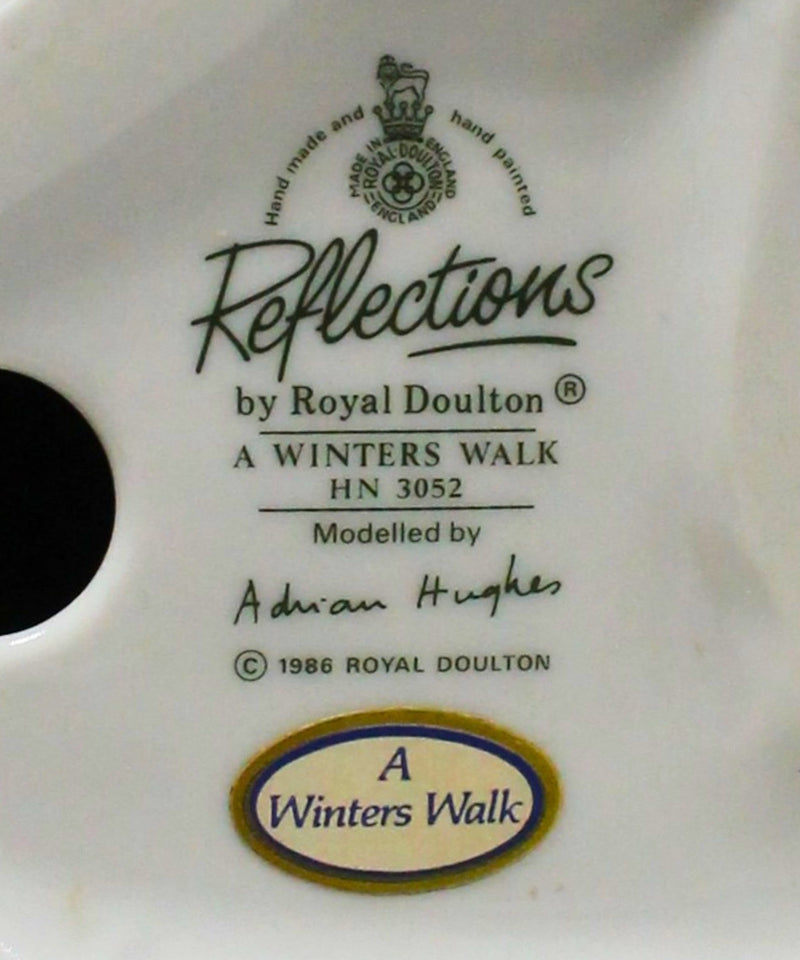 Hand made and hand painted
MADE IN ENGLAND
ROYAL DOULTON
ENGLAND
Reflections
by Royal Doulton ®
A WINTERS WALK
HN 3052
Modelled by
Adrian Hughes
© 1986 ROYAL DOULTON
A
Winters Walk